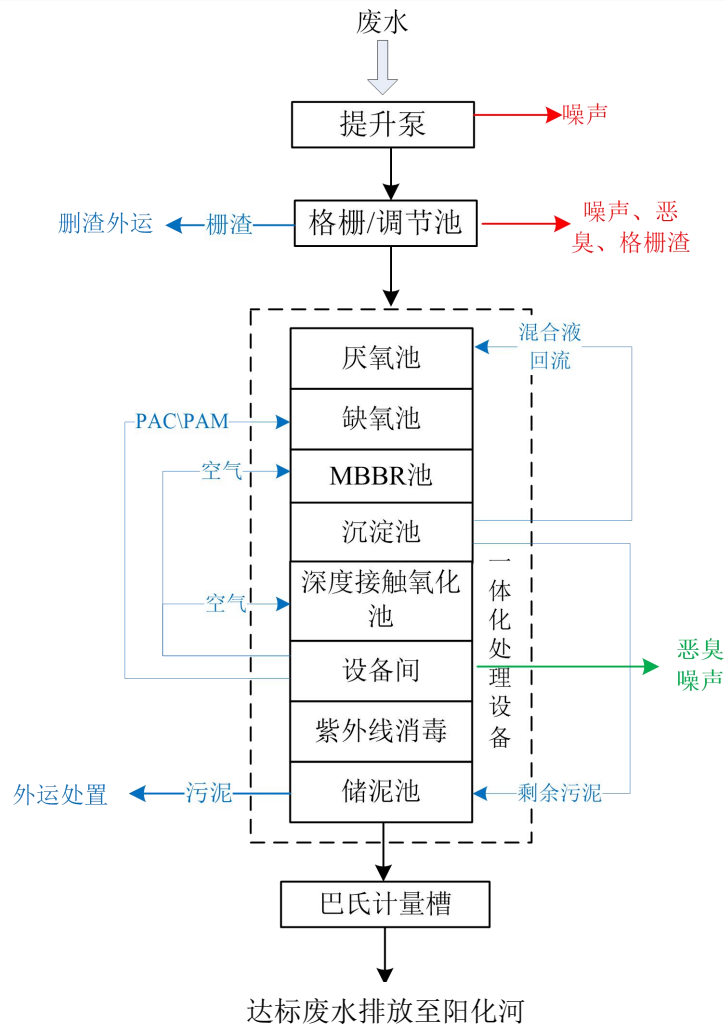 废水
提升泵
噪声
删渣外运
栅渣
格栅/调节池
噪声、恶
臭、格栅渣
厌氧池
混合液
回流
PAC\PAM
缺氧池
空气
MBBR池
沉淀池
空气
深度接触氧化
池
一体化处理设备
设备间
恶臭
噪声
紫外线消毒
外运处置
污泥
储泥池
剩余污泥
巴氏计量槽
达标废水排放至阳化河